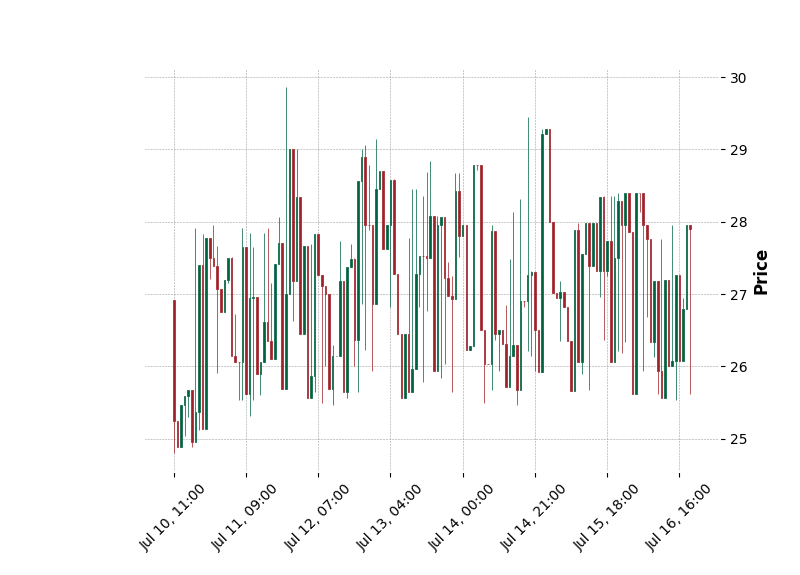 30
29
28
27
26
25
Price
Jul 10, 11:00
Jul 11, 09:00
Jul 12, 07:00
Jul 13, 04:00
Jul 14, 00:00
Jul 14, 21:00
Jul 15, 18:00
Jul 16, 16:00